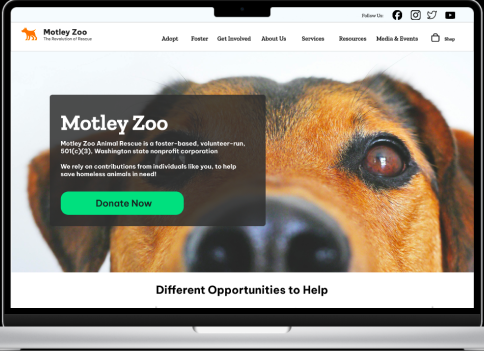 Follow Us:
Motley Zoo
The Revolution of Rescue
Adopt Foster Get Involved About Us Services Resources Media & Events Shop
Motley Zoo
Motley Zoo Animal Rescue is a foster-based, volunteer-run,
501(c)(3), Washington state nonprofit corporation
We rely on contributions from individuals like you, to help
save homeless animals in need!
Donate Now
Different Opportunities to Help